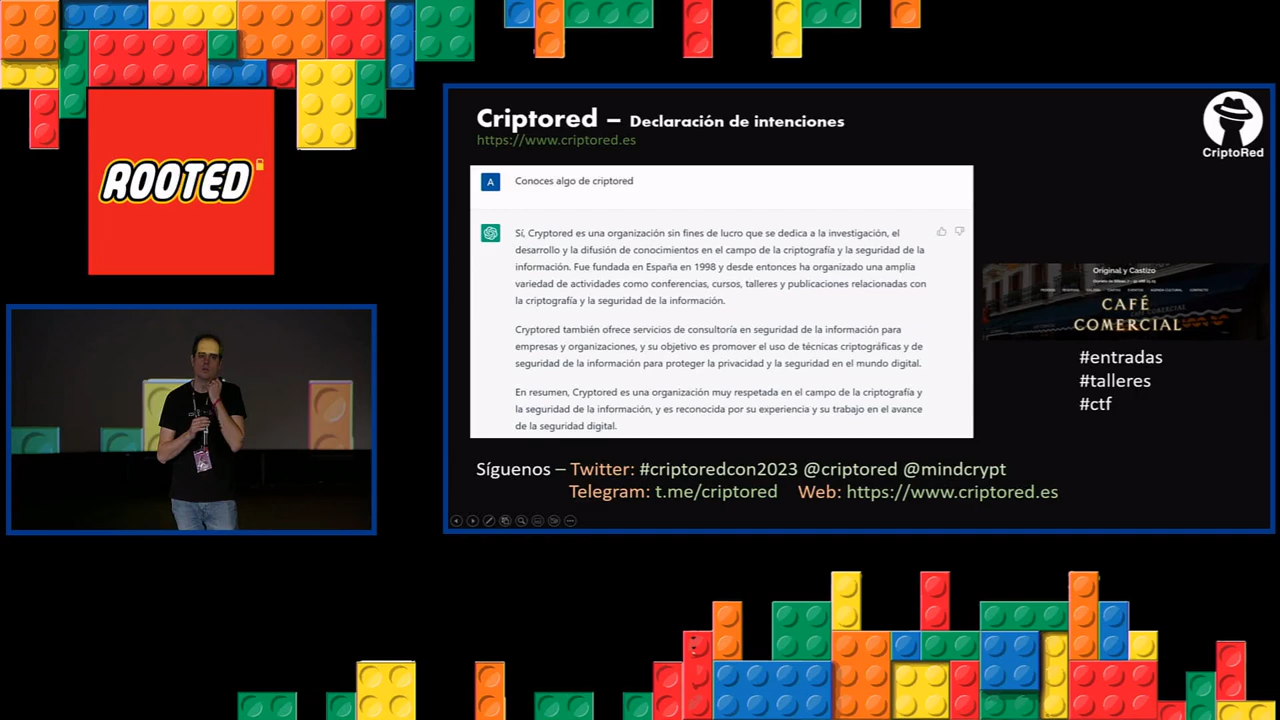 ROOTED
Criptored – Declaración de intenciones
https://www.criptored.es
CriptoRed
A
Conoces algo de criptored
Sí, Cryptored es una organización sin fines de lucro que se dedica a la investigación, el
desarrollo y la difusión de conocimientos en el campo de la criptografía y la seguridad de la
información. Fue fundada en España en 1998 y desde entonces ha organizado una amplia
variedad de actividades como conferencias, cursos, talleres y publicaciones relacionadas con
la criptografía y la seguridad de la información.
Cryptored también ofrece servicios de consultoría en seguridad de la información para
empresas y organizaciones, y su objetivo es promover el uso de técnicas criptográficas y de
seguridad de la información para proteger la privacidad y la seguridad en el mundo digital.
En resumen, Cryptored es una organización muy respetada en el campo de la criptografía y
la seguridad de la información, y es reconocida por su experiencia y su trabajo en el avance
de la seguridad digital.
Original y Castizo
CAFÉ
COMERCIAL
#entradas
#talleres
#ctf
Síguenos – Twitter: #criptoredcon2023 @criptored @mindcrypt
Telegram: t.me/criptored Web: https://www.criptored.es